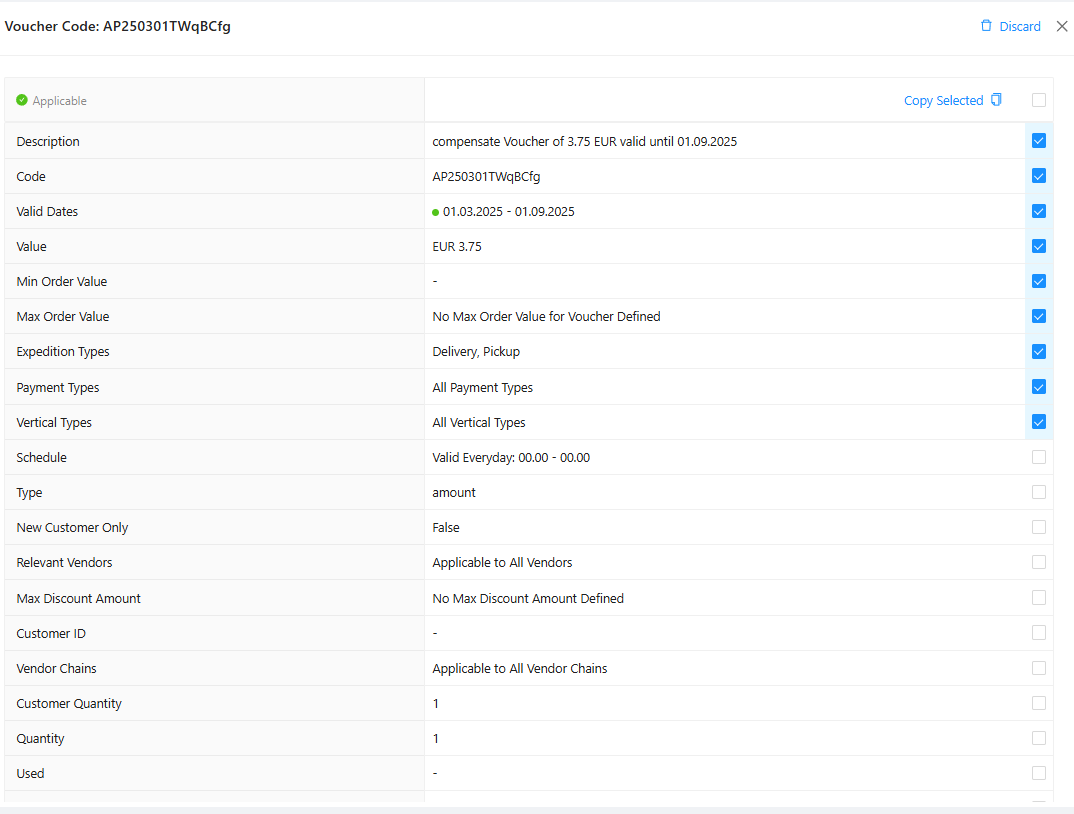 Voucher Code: AP250301TWqBCfg Discard
Applicable Copy Selected
Description compensate Voucher of 3.75 EUR valid until 01.09.2025
Code AP250301TWqBCfg
Valid Dates 01.03.2025 - 01.09.2025
Value EUR 3.75
Min Order Value -
Max Order Value No Max Order Value for Voucher Defined
Expedition Types Delivery, Pickup
Payment Types All Payment Types
Vertical Types All Vertical Types
Schedule Valid Everyday: 00.00 - 00.00
Type amount
New Customer Only False
Relevant Vendors Applicable to All Vendors
Max Discount Amount No Max Discount Amount Defined
Customer ID -
Vendor Chains Applicable to All Vendor Chains
Customer Quantity 1
Quantity 1
Used -